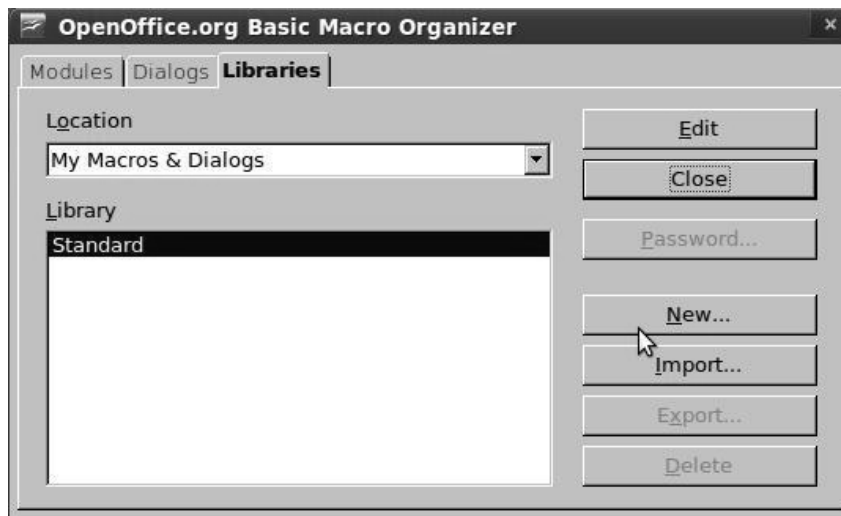 OpenOffice.org Basic Macro Organizer
Modules Dialogs Libraries
Location
My Macros & Dialogs
Library
Standard
Edit
Close
Password...
New...
Import...
Export...
Delete